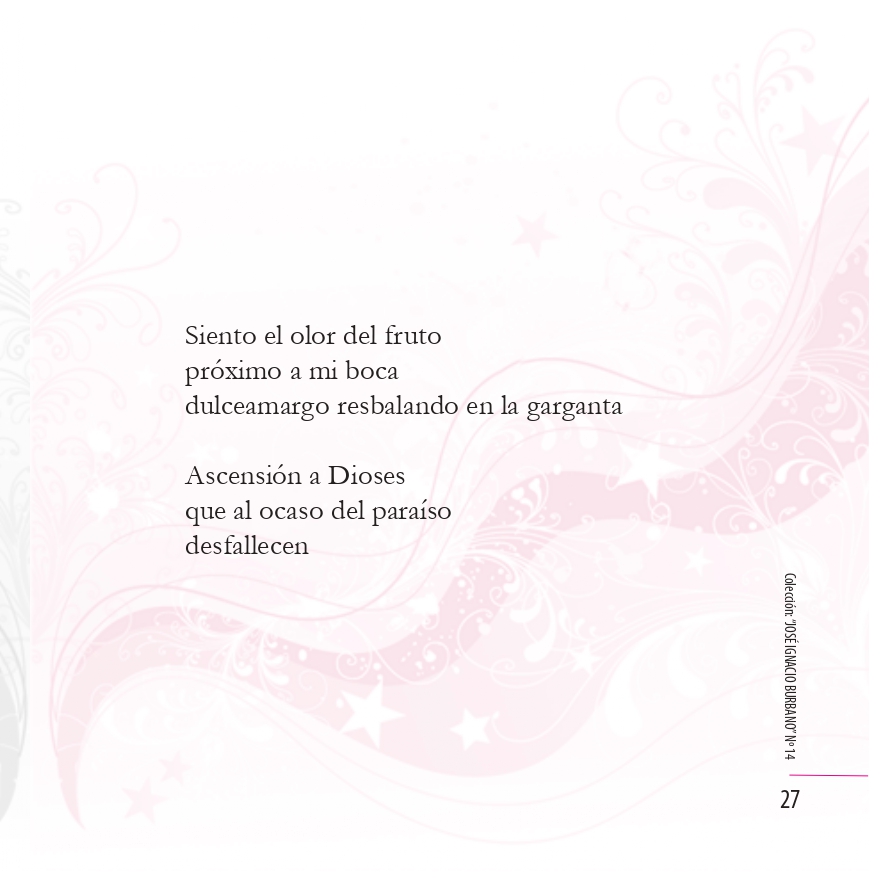 Siento el olor del fruto
próximo a mi boca
dulceamargo resbalando en la garganta

Ascensión a Dioses
que al ocaso del paraíso
desfallecen

Colección: "JOSÉ IGNACIO BURBANO" Nº 14
27